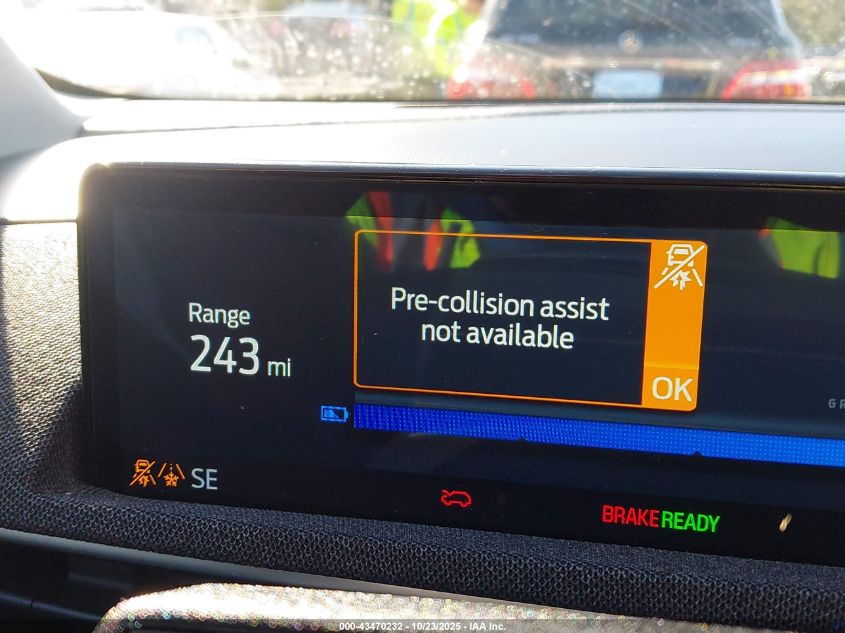 Range
243 mi
Pre-collision assist
not available
OK
SE
BRAKE READY
000-43470232 - 10/23/2025 - IAA Inc.